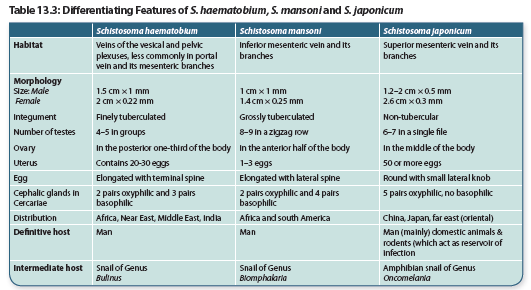 Table 13.3: Differentiating Features of S. haematobium, S. mansoni and S. japonicum
Schistosoma haematobium Schistosoma mansoni Schistosoma japonicum
Habitat Veins of the vesical and pelvic Inferior mesenteric vein and its Superior mesenteric vein and its
plexuses, less commonly in portal branches branches
vein and its mesenteric branches
Morphology
Size: Male 1.5 cm × 1 mm 1 cm × 1 mm 1.2–2 cm × 0.5 mm
Female 2 cm × 0.22 mm 1.4 cm × 0.25 mm 2.6 cm × 0.3 mm
Integument Finely tuberculated Grossly tuberculated Non-tubercular
Number of testes 4–5 in groups 8–9 in a zigzag row 6–7 in a single file
Ovary In the posterior one-third of the body In the anterior half of the body In the middle of the body
Uterus Contains 20-30 eggs 1–3 eggs 50 or more eggs
Egg Elongated with terminal spine Elongated with lateral spine Round with small lateral knob
Cephalic glands in 2 pairs oxyphilic and 3 pairs 2 pairs oxyphilic and 4 pairs 5 pairs oxyphilic, no basophilic
Cercariae basophilic basophilic
Distribution Africa, Near East, Middle East, India Africa and south America China, Japan, far east (oriental)
Definitive host Man Man Man (mainly) domestic animals &
rodents (which act as reservoir of
infection
Intermediate host Snail of Genus Snail of Genus Amphibian snail of Genus
Bulinus Biomphalaria Oncomelania